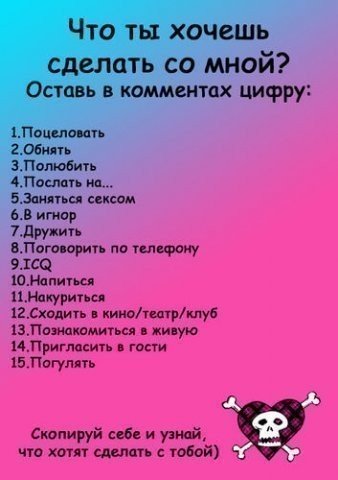 Что ты хочешь
сделать со мной?
Оставь в комментах цифру:
1.Поцеловать
2.Обнять
3.Полюбить
4.Послать на...
5.Заняться сексом
6.В игнор
7.Дружить
8.Поговорить по телефону
9.ICQ
10.Напиться
11.Накуриться
12.Сходить в кино/театр/клуб
13.Познакомиться в живую
14.Пригласить в гости
15.Погулять
Скопируй себе и узнай,
что хотят сделать с тобой)